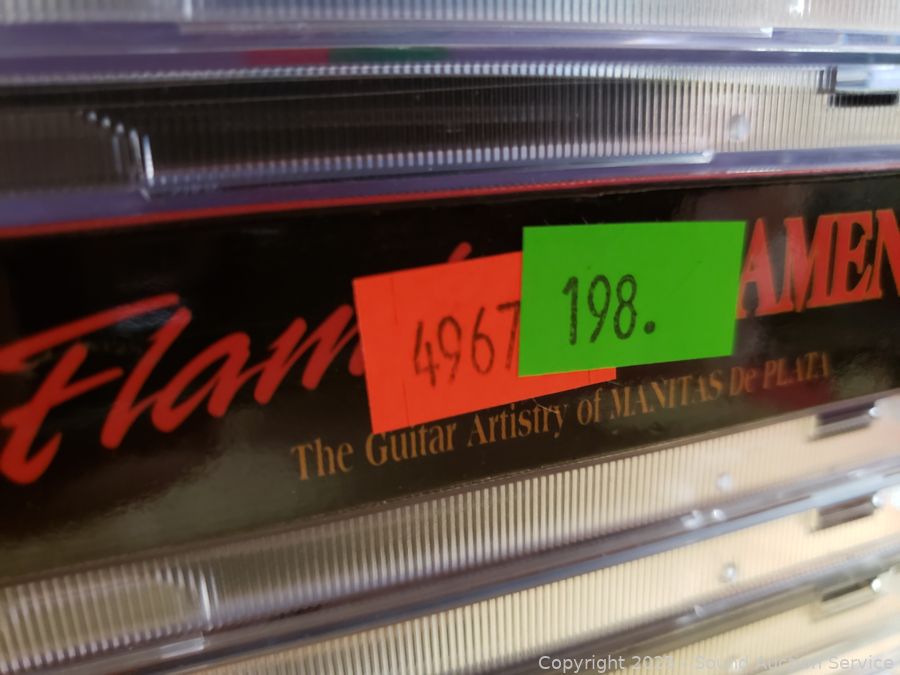 Flam
AMEN
4967
198.
The Guitar Artistry of MANITAS De PLATA
Copyright Sound Auction Service